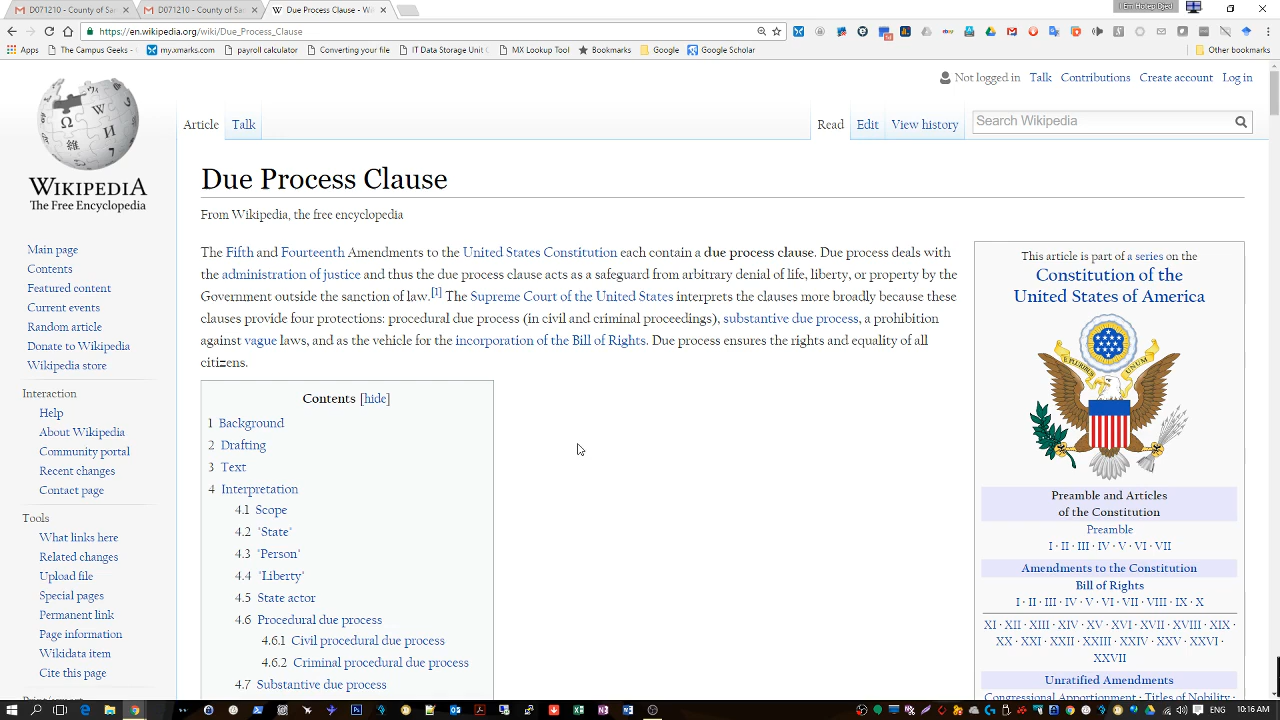 D071210 - County of Sa
D071210 - County of Sa
Due Process Clause - Wi
https://en.wikipedia.org/wiki/Due_Process_Clause
Apps
The Campus Geeks -
my.xmarks.com
payroll calculator
Converting your file
IT Data Storage Unit
MX Lookup Tool
Bookmarks
Google
Google Scholar
Other bookmarks
Not logged in Talk Contributions Create account Log in
Article Talk Read Edit View history
Search Wikipedia
WIKIPEDIA
The Free Encyclopedia
Main page
Contents
Featured content
Current events
Random article
Donate to Wikipedia
Wikipedia store
Interaction
Help
About Wikipedia
Community portal
Recent changes
Contact page
Tools
What links here
Related changes
Upload file
Special pages
Permanent link
Page information
Wikidata item
Cite this page
Print/export
Due Process Clause
From Wikipedia, the free encyclopedia
The Fifth and Fourteenth Amendments to the United States Constitution each contain a due process clause. Due process deals with
the administration of justice and thus the due process clause acts as a safeguard from arbitrary denial of life, liberty, or property by the
Government outside the sanction of law.[1] The Supreme Court of the United States interprets the clauses more broadly because these
clauses provide four protections: procedural due process (in civil and criminal proceedings), substantive due process, a prohibition
against vague laws, and as the vehicle for the incorporation of the Bill of Rights. Due process ensures the rights and equality of all
citizens.
Contents [hide]
1 Background
2 Drafting
3 Text
4 Interpretation
4.1 Scope
4.2 "State"
4.3 "Person"
4.4 "Liberty"
4.5 State actor
4.6 Procedural due process
4.6.1 Civil procedural due process
4.6.2 Criminal procedural due process
4.7 Substantive due process
This article is part of a series on the
Constitution of the
United States of America
E PLURIBUS UNUM
Preamble and Articles
of the Constitution
Preamble
I · II · III · IV · V · VI · VII
Amendments to the Constitution
Bill of Rights
I · II · III · IV · V · VI · VII · VIII · IX · X
XI · XII · XIII · XIV · XV · XVI · XVII · XVIII · XIX ·
XX · XXI · XXII · XXIII · XXIV · XXV · XXVI ·
XXVII
Unratified Amendments
Congressional Apportionment · Titles of Nobility ·
ENG
10:16 AM